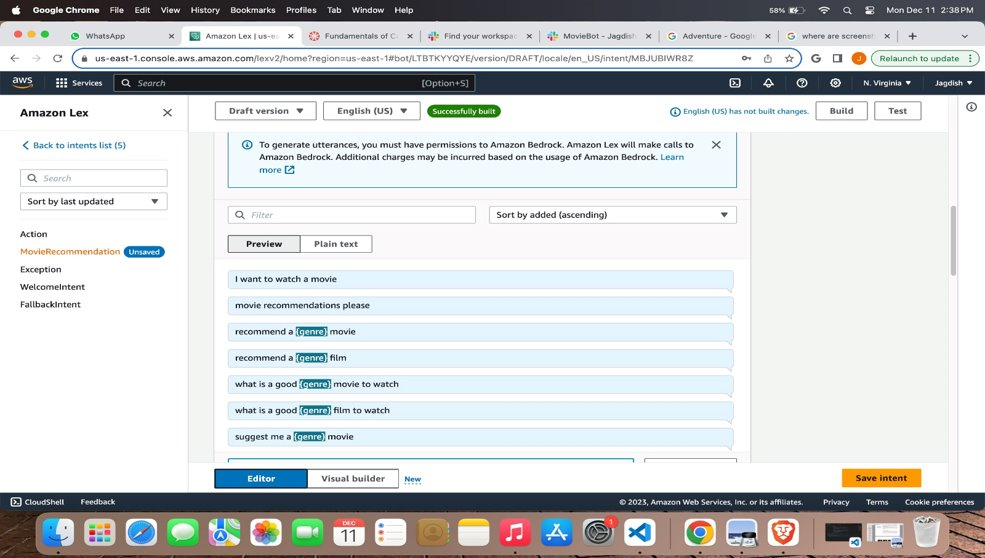 Google Chrome File Edit View History Bookmarks Profiles Tab Window Help 58% Mon Dec 11 2:38 PM
WhatsApp Amazon Lex | us-ea Fundamentals of C Find your workspac MovieBot - Jagdish Adventure - Google where are screensh
us-east-1.console.aws.amazon.com/lexv2/home?region=us-east-1#bot/LTBTKYYQYE/version/DRAFT/locale/en_US/intent/MBJUBIWR8Z J Relaunch to update
aws Services Search [Option+S] N. Virginia Jagdish
Amazon Lex
Back to intents list (5)
Search
Sort by last updated
Action
MovieRecommendation Unsaved
Exception
WelcomeIntent
FallbackIntent
Draft version English (US) Successfully built English (US) has not built changes. Build Test
To generate utterances, you must have permissions to Amazon Bedrock. Amazon Lex will make calls to
Amazon Bedrock. Additional charges may be incurred based on the usage of Amazon Bedrock. Learn
more
Filter Sort by added (ascending)
Preview Plain text
I want to watch a movie
movie recommendations please
recommend a {genre} movie
recommend a {genre} film
what is a good {genre} movie to watch
what is a good {genre} film to watch
suggest me a {genre} movie
Editor Visual builder New Save intent
CloudShell Feedback © 2023, Amazon Web Services, Inc. or its affiliates. Privacy Terms Cookie preferences
DEC
11
1